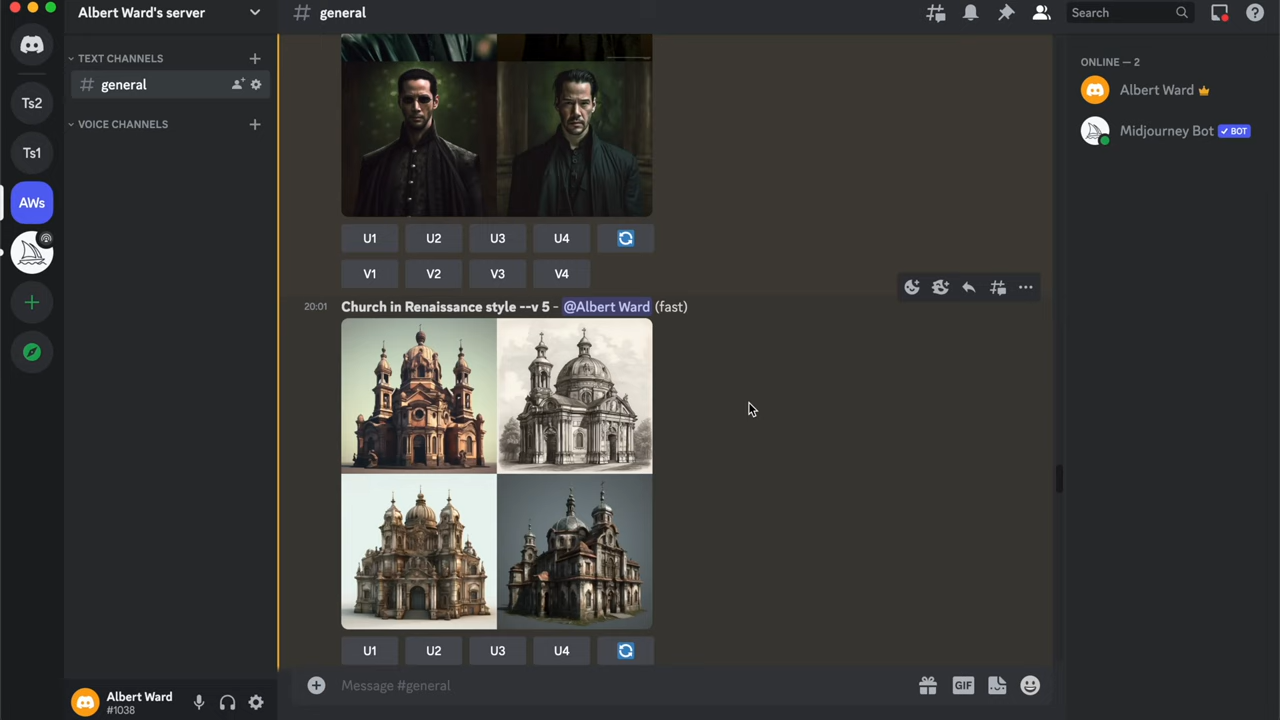 Albert Ward's server
general
Search
TEXT CHANNELS
general
VOICE CHANNELS
Ts2
Ts1
AWs
U1 U2 U3 U4
V1 V2 V3 V4
20:01 Church in Renaissance style --v 5 - @Albert Ward (fast)
U1 U2 U3 U4
Message #general
GIF
ONLINE — 2
Albert Ward
Midjourney Bot ✓ BOT
Albert Ward
#1038